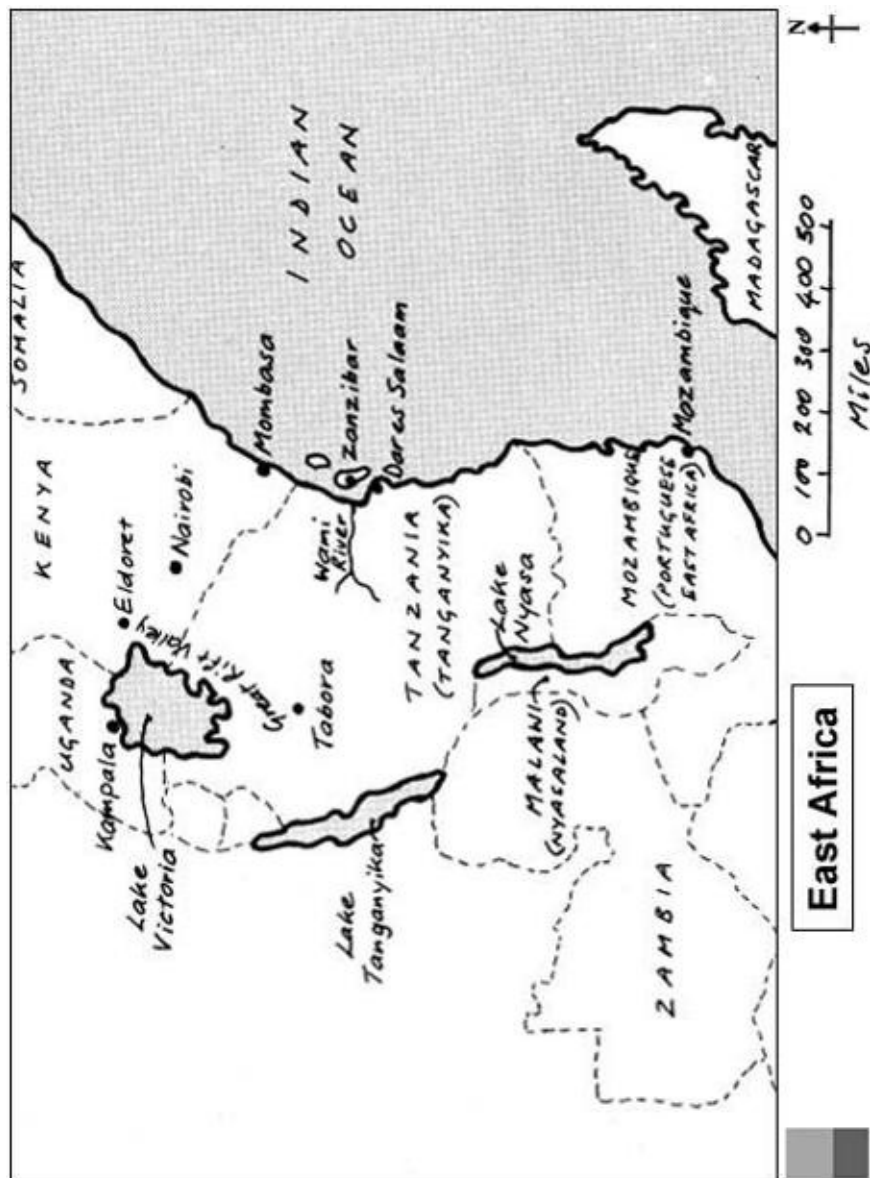 SOMALIA
KENYA
UGANDA
Eldoret
Nairobi
Kampala
Great Rift Valley
Lake
Victoria
Mombasa
INDIAN
OCEAN
Zanzibar
Dar es Salaam
Wami
River
Tabora
TANZANIA
(TANGANYIKA)
Lake
Tanganyika
Lake
Nyasa
MALANIA
(NYASALAND)
MOZAMBIQUE
(PORTUGUESE
EAST AFRICA)
Mozambique
MADAGASCAR
ZAMBIA
N
0 100 200 300 400 500
Miles
East Africa